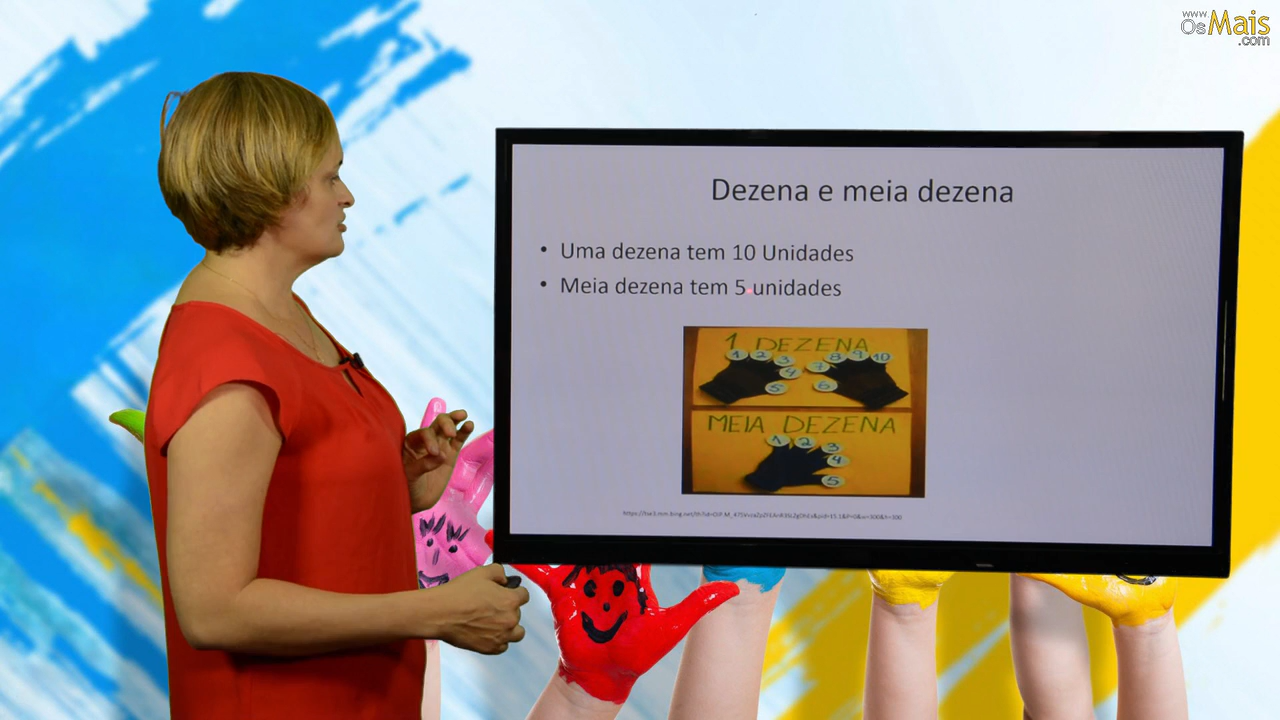 www
OsMais
.com
Dezena e meia dezena
• Uma dezena tem 10 Unidades
• Meia dezena tem 5 unidades
1 DEZENA
1 2 3 4 5 6 7 8 9 10
MEIA DEZENA
1 2 3 4 5